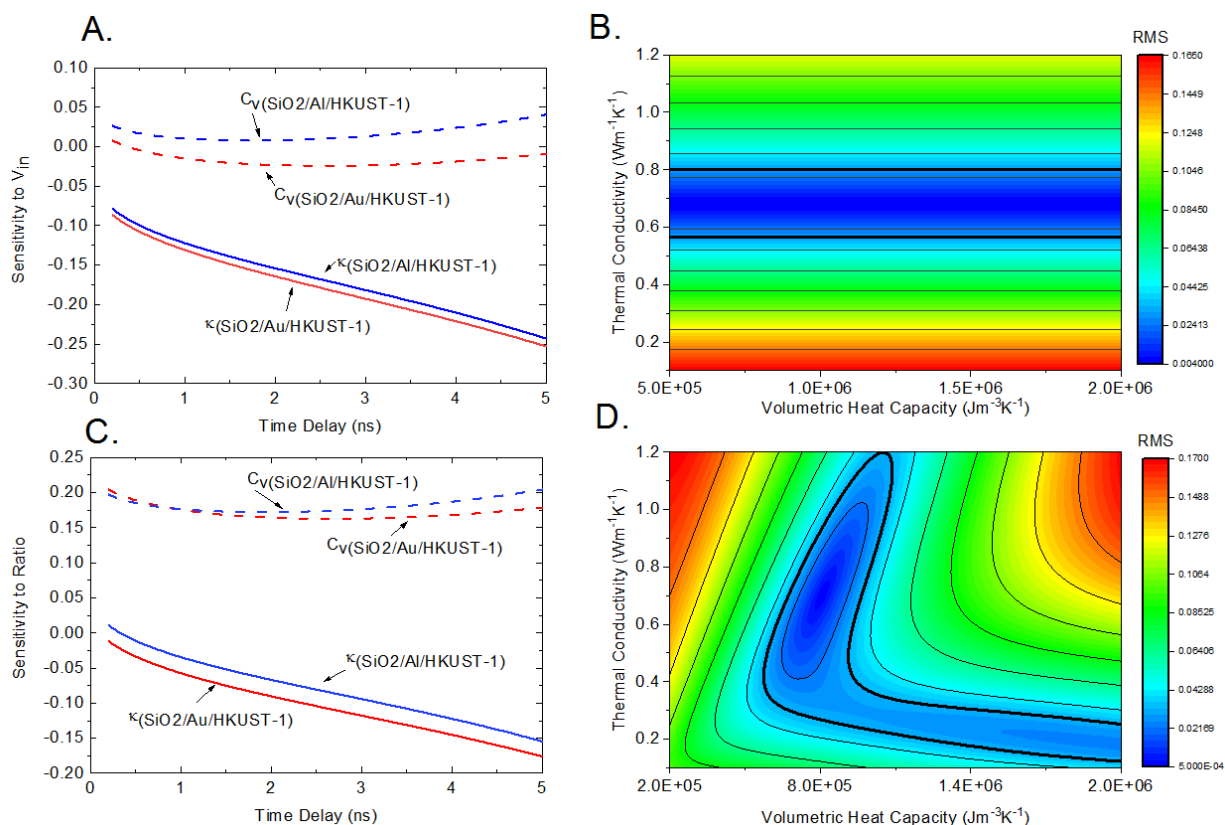 A.
0.10
0.05
0.00
-0.05
-0.10
-0.15
-0.20
-0.25
-0.30
Sensitivity to Vin
Cv(SiO2/Al/HKUST-1)
Cv(SiO2/Au/HKUST-1)
κ(SiO2/Al/HKUST-1)
κ(SiO2/Au/HKUST-1)
0 1 2 3 4 5
Time Delay (ns)
B.
1.2
1.0
0.8
0.6
0.4
0.2
Thermal Conductivity (Wm-1K-1)
5.0E+05 1.0E+06 1.5E+06 2.0E+06
Volumetric Heat Capacity (Jm-3K-1)
RMS
0.1650
0.1449
0.1248
0.1046
0.08450
0.06438
0.04425
0.02413
0.004000
C.
0.25
0.20
0.15
0.10
0.05
0.00
-0.05
-0.10
-0.15
-0.20
Sensitivity to Ratio
Cv(SiO2/Al/HKUST-1)
Cv(SiO2/Au/HKUST-1)
κ(SiO2/Al/HKUST-1)
κ(SiO2/Au/HKUST-1)
0 1 2 3 4 5
Time Delay (ns)
D.
1.2
1.0
0.8
0.6
0.4
0.2
Thermal Conductivity (Wm-1K-1)
2.0E+05 8.0E+05 1.4E+06 2.0E+06
Volumetric Heat Capacity (Jm-3K-1)
RMS
0.1700
0.1488
0.1276
0.1064
0.08525
0.06406
0.04288
0.02169
5.000E-04